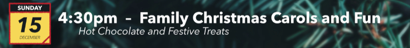 SUNDAY
15
DECEMBER
4:30pm – Family Christmas Carols and Fun
Hot Chocolate and Festive Treats